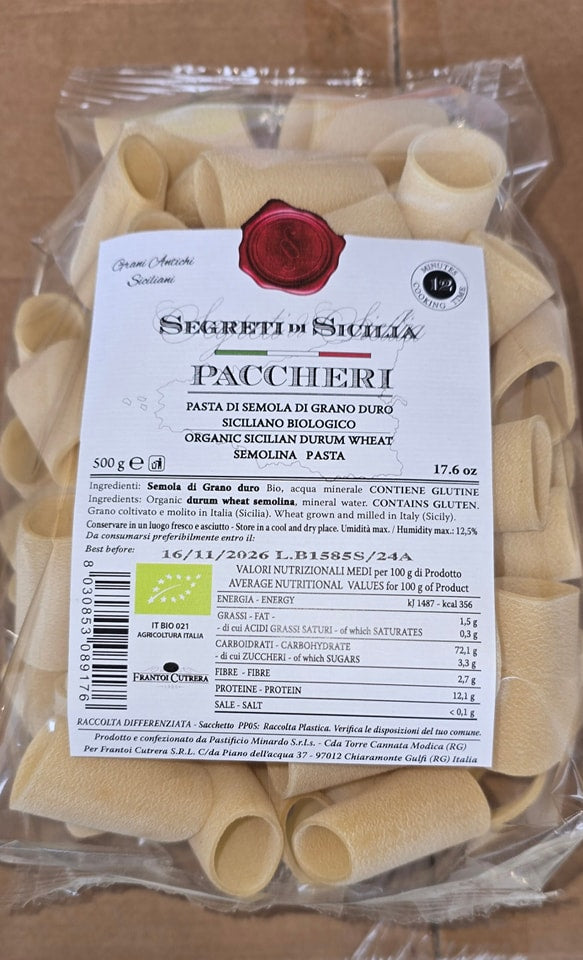 Grani Antichi
Siciliani
MINUTES
12
COOKING TIME
SEGRETI DI SICILIA
PACCHERI
PASTA DI SEMOLA DI GRANO DURO
SICILIANO BIOLOGICO
ORGANIC SICILIAN DURUM WHEAT
SEMOLINA PASTA
500 g e
17.6 oz
Ingredienti: Semola di Grano duro Bio, acqua minerale CONTIENE GLUTINE
Ingredients: Organic durum wheat semolina, mineral water. CONTAINS GLUTEN.
Grano coltivato e molito in Italia (Sicilia). Wheat grown and milled in Italy (Sicily).
Conservare in un luogo fresco e asciutto - Store in a cool and dry place. Umidità max. / Humidity max.: 12,5%
Da consumarsi preferibilmente entro il:
Best before:
16/11/2026 L.B1585S/24A
VALORI NUTRIZIONALI MEDI per 100 g di Prodotto
AVERAGE NUTRITIONAL VALUES for 100 g of Product
ENERGIA - ENERGY kJ 1487 - kcal 356
GRASSI - FAT - 1,5 g
- di cui ACIDI GRASSI SATURI - of which SATURATES 0,3 g
CARBOIDRATI - CARBOHYDRATE 72,1 g
- di cui ZUCCHERI - of which SUGARS 3,3 g
FIBRE - FIBRE 2,7 g
PROTEINE - PROTEIN 12,1 g
SALE - SALT < 0,1 g
8 030853 089176
IT BIO 021
AGRICOLTURA ITALIA
FRANTOI CUTRERA
RACCOLTA DIFFERENZIATA - Sacchetto PP05: Raccolta Plastica. Verifica le disposizioni del tuo comune.
Prodotto e confezionato da Pastificio Minardo S.r.l.s. - Cda Torre Cannata Modica (RG)
Per Frantoi Cutrera S.R.L. C/da Piano dell'acqua 37 - 97012 Chiaramonte Gulfi (RG) Italia